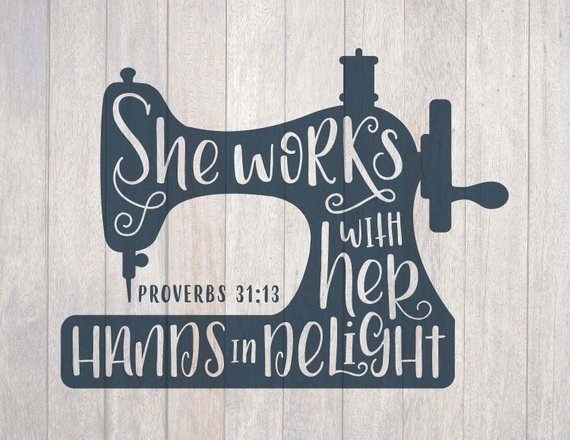 She works
with
her
PROVERBS 31:13
HANDS in DeLiGHt